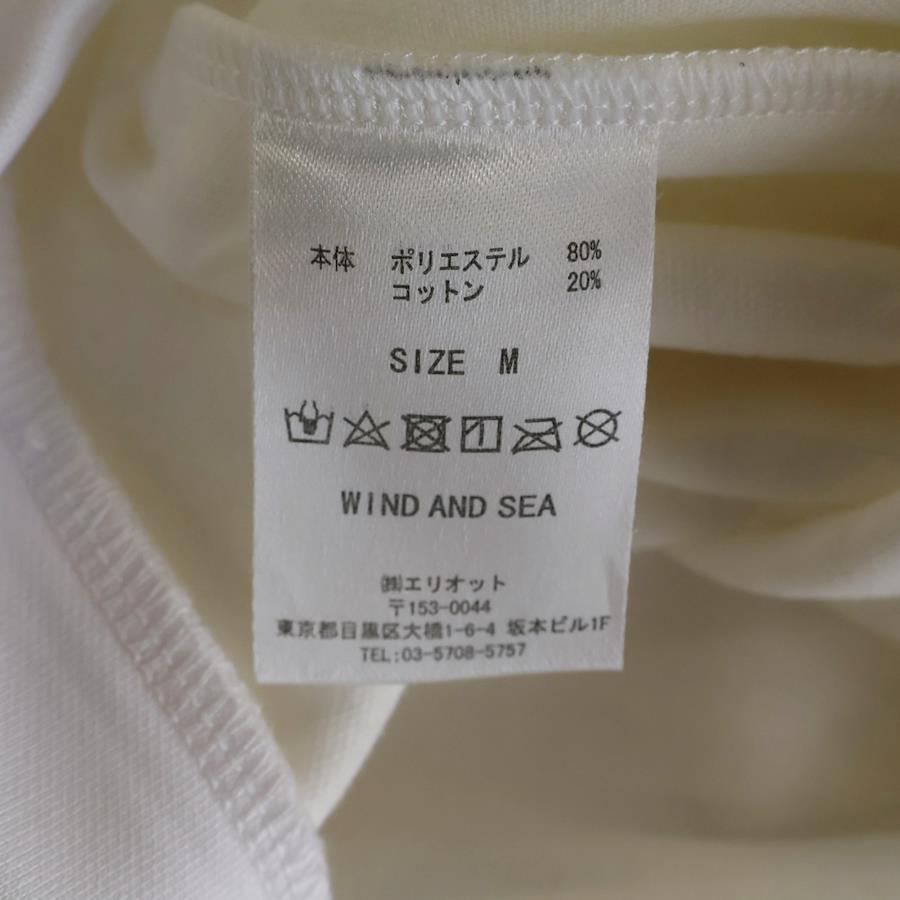 本体 ポリエステル 80%
コットン 20%
SIZE M
WIND AND SEA
㈱エリオット
〒153-0044
東京都目黒区大橋1-6-4 坂本ビル1F
TEL:03-5708-5757